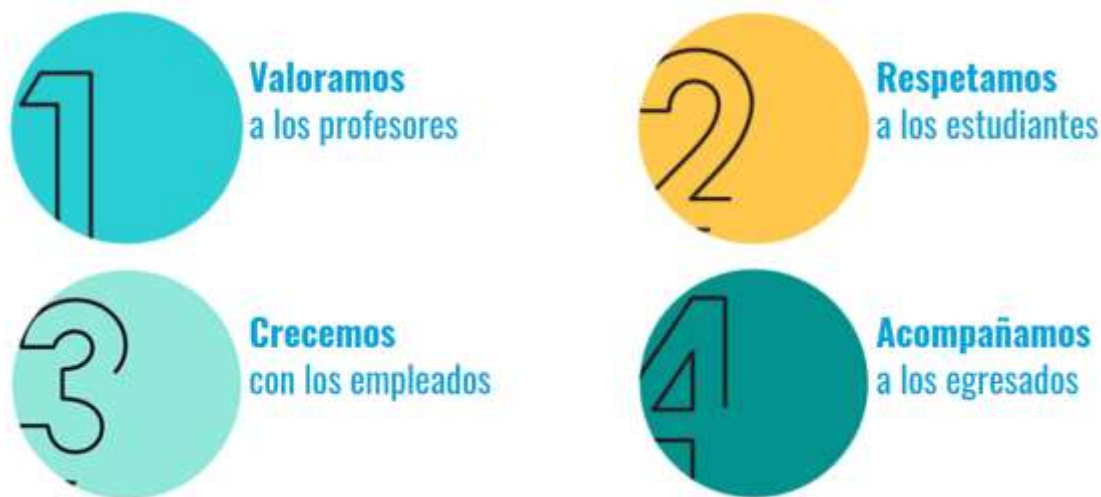 1
Valoramos
a los profesores
2
Respetamos
a los estudiantes
3
Crecemos
con los empleados
4
Acompañamos
a los egresados